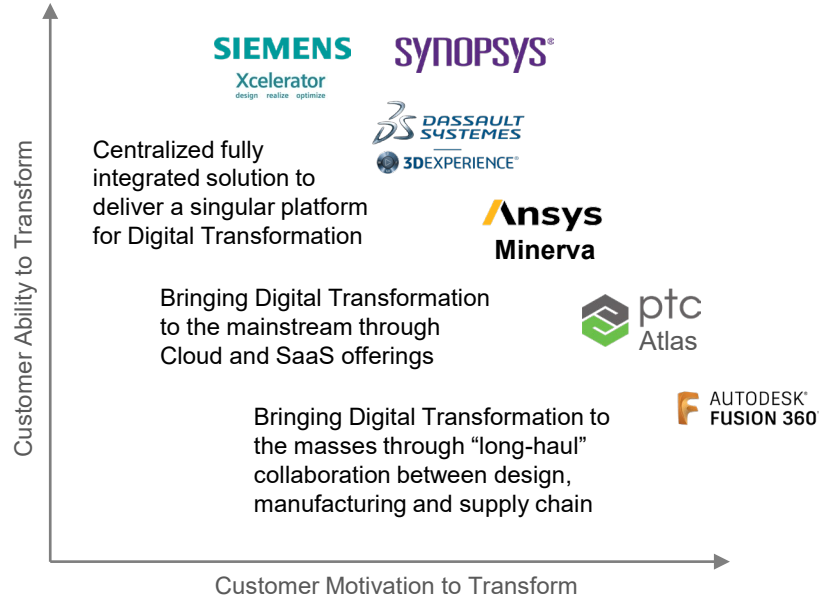 SIEMENS
Xcelerator
design realize optimize
SYNOPSYS®
DASSAULT
SYSTEMES
3DEXPERIENCE®
Centralized fully
integrated solution to
deliver a singular platform
for Digital Transformation
Ansys
Minerva
Bringing Digital Transformation
to the mainstream through
Cloud and SaaS offerings
ptc
Atlas
AUTODESK®
FUSION 360
Bringing Digital Transformation to
the masses through “long-haul”
collaboration between design,
manufacturing and supply chain
Customer Ability to Transform
Customer Motivation to Transform